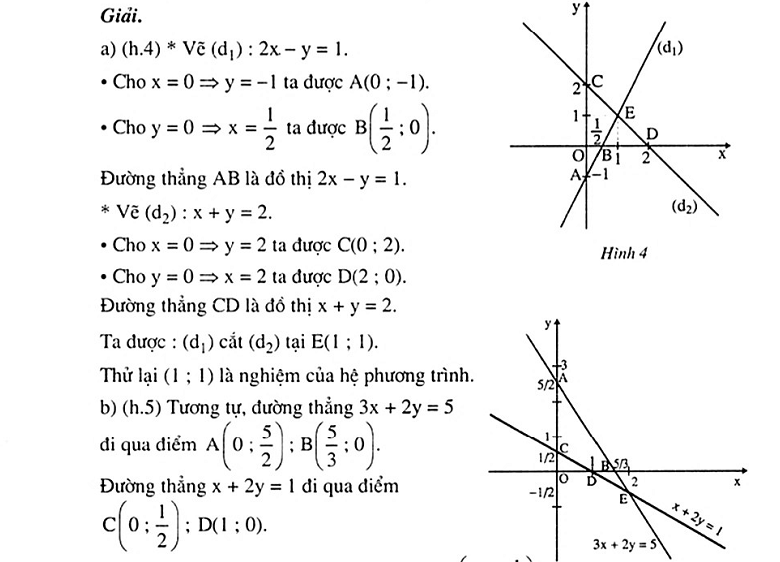 Giải.
a) (h.4) * Vẽ (d₁) : 2x – y = 1.
• Cho x = 0 ⇒ y = –1 ta được A(0 ; –1).
• Cho y = 0 ⇒ x = 1/2 ta được B(1/2 ; 0).
Đường thẳng AB là đồ thị 2x – y = 1.
* Vẽ (d₂) : x + y = 2.
• Cho x = 0 ⇒ y = 2 ta được C(0 ; 2).
• Cho y = 0 ⇒ x = 2 ta được D(2 ; 0).
Đường thẳng CD là đồ thị x + y = 2.
Ta được : (d₁) cắt (d₂) tại E(1 ; 1).
Thử lại (1 ; 1) là nghiệm của hệ phương trình.
b) (h.5) Tương tự, đường thẳng 3x + 2y = 5
đi qua điểm A(0 ; 5/2) ; B(5/3 ; 0).
Đường thẳng x + 2y = 1 đi qua điểm
C(0 ; 1/2) ; D(1 ; 0).
y
(d₁)
2 C
1 E
1/2 D
O B 1 2 x
A –1
(d₂)
Hình 4
y
3
5/2 A
1
1/2 C
1 B 5/3
O D 2 x
–1/2 E
x + 2y = 1
3x + 2y = 5